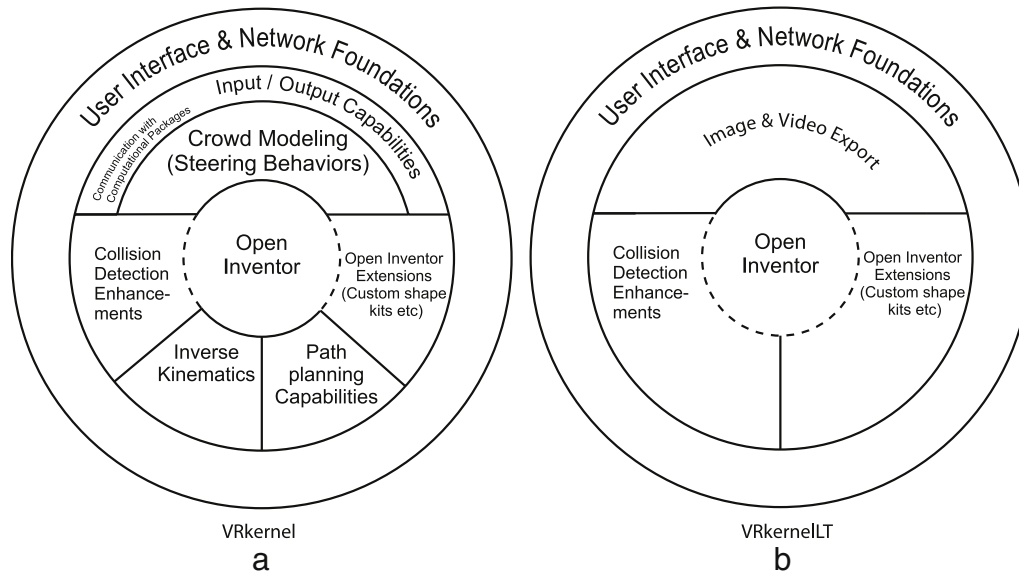 User Interface & Network Foundations
Input / Output Capabilities
Communication with
Computational Packages
Crowd Modeling
(Steering Behaviors)
Open
Inventor
Collision
Detection
Enhance-
ments
Open Inventor
Extensions
(Custom shape
kits etc)
Inverse
Kinematics
Path
planning
Capabilities
VRkernel
a
User Interface & Network Foundations
Image & Video Export
Open
Inventor
Collision
Detection
Enhance-
ments
Open Inventor
Extensions
(Custom shape
kits etc)
VRkernelLT
b